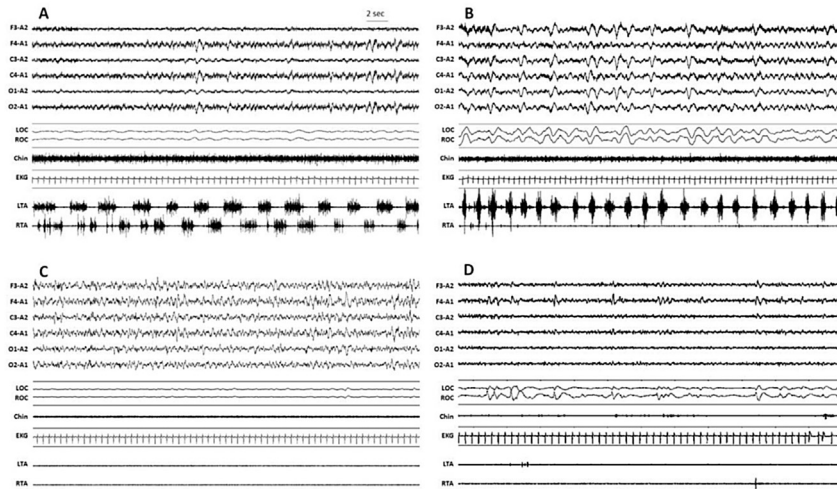 A
2 sec
F3-A2
F4-A1
C3-A2
C4-A1
O1-A2
O2-A1
LOC
ROC
Chin
EKG
LTA
RTA
B
F3-A2
F4-A1
C3-A2
C4-A1
O1-A2
O2-A1
LOC
ROC
Chin
EKG
LTA
RTA
C
F3-A2
F4-A1
C3-A2
C4-A1
O1-A2
O2-A1
LOC
ROC
Chin
EKG
LTA
RTA
D
F3-A2
F4-A1
C3-A2
C4-A1
O1-A2
O2-A1
LOC
ROC
Chin
EKG
LTA
RTA